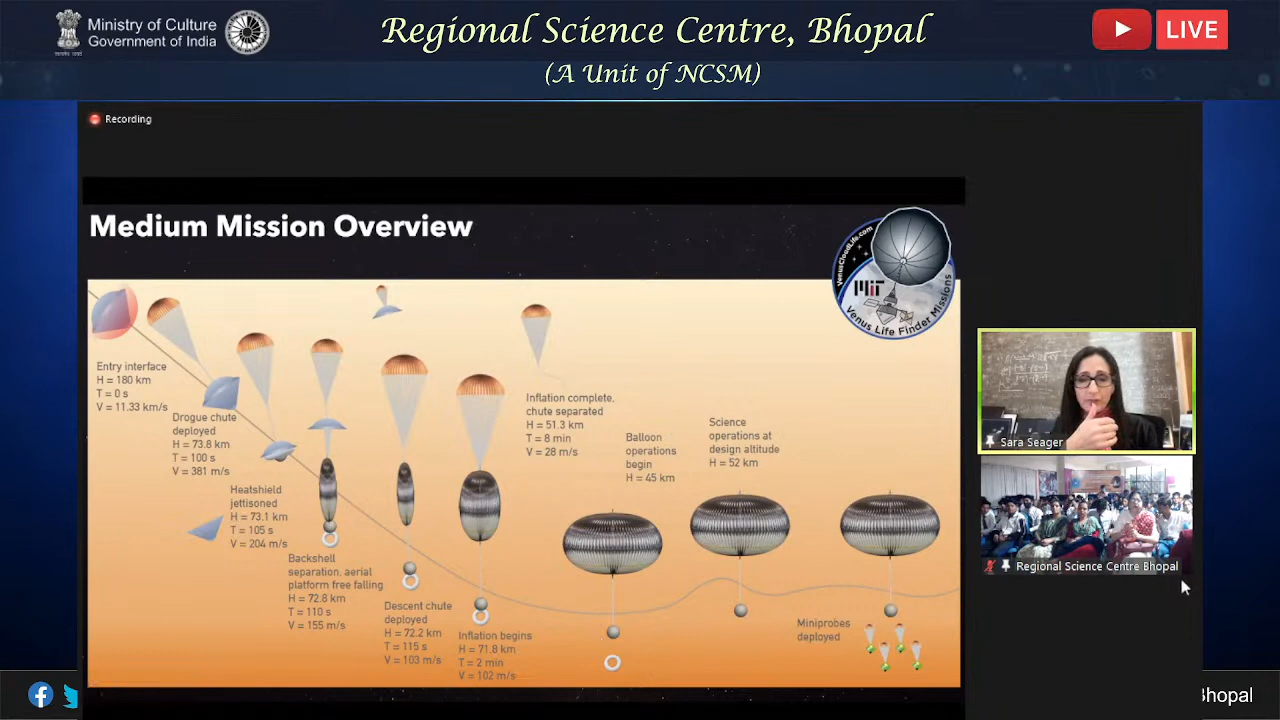 Ministry of Culture
Government of India
Regional Science Centre, Bhopal
(A Unit of NCSM)
LIVE
Recording
Medium Mission Overview
VenusCloudLife.com
MIT
Venus Life Finder Missions
Entry interface
H = 180 km
T = 0 s
V = 11.33 km/s
Drogue chute
deployed
H = 73.8 km
T = 100 s
V = 381 m/s
Heatshield
jettisoned
H = 73.1 km
T = 105 s
V = 204 m/s
Backshell
separation, aerial
platform free falling
H = 72.8 km
T = 110 s
V = 155 m/s
Descent chute
deployed
H = 72.2 km
T = 115 s
V = 103 m/s
Inflation begins
H = 71.8 km
T = 2 min
V = 102 m/s
Inflation complete,
chute separated
H = 51.3 km
T = 8 min
V = 28 m/s
Balloon
operations
begin
H = 45 km
Science
operations at
design altitude
H = 52 km
Miniprobes
deployed
Sara Seager
Regional Science Centre Bhopal
Bhopal